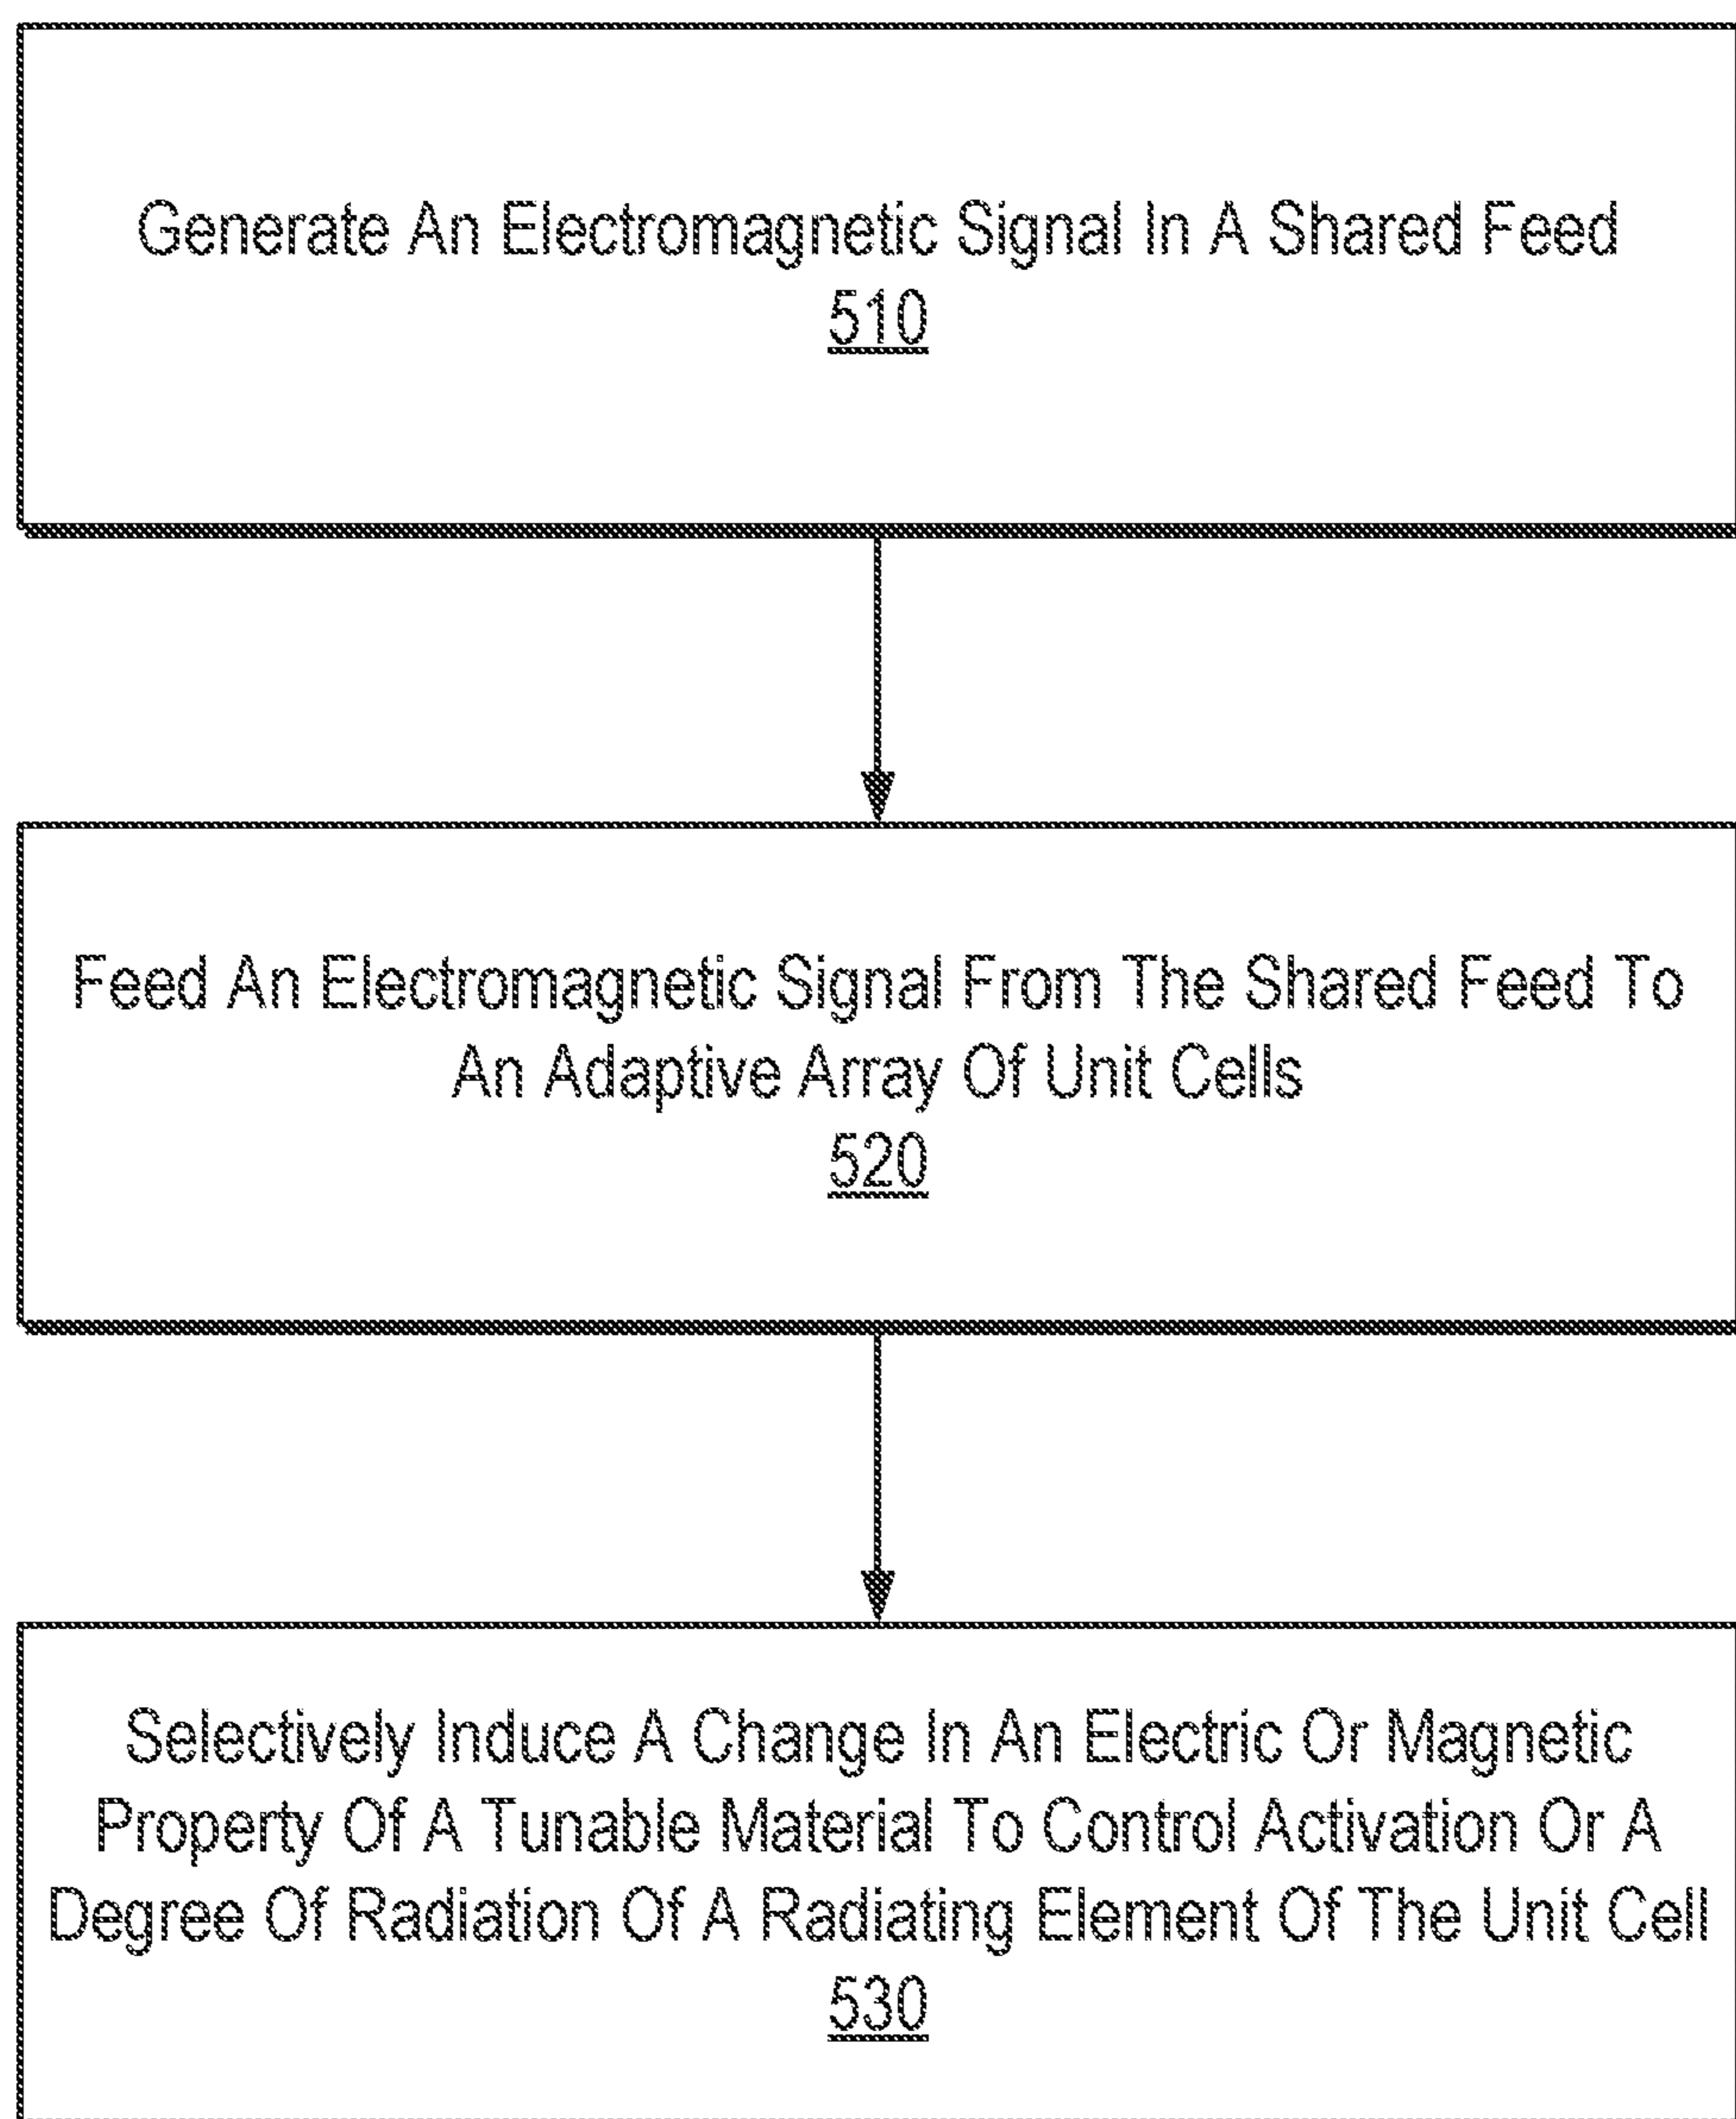 Generate An Electromagnetic Signal In A Shared Feed
510
Feed An Electromagnetic Signal From The Shared Feed To
An Adaptive Array Of Unit Cells
520
Selectively Induce A Change In An Electric Or Magnetic
Property Of A Tunable Material To Control Activation Or A
Degree Of Radiation Of A Radiating Element Of The Unit Cell
530